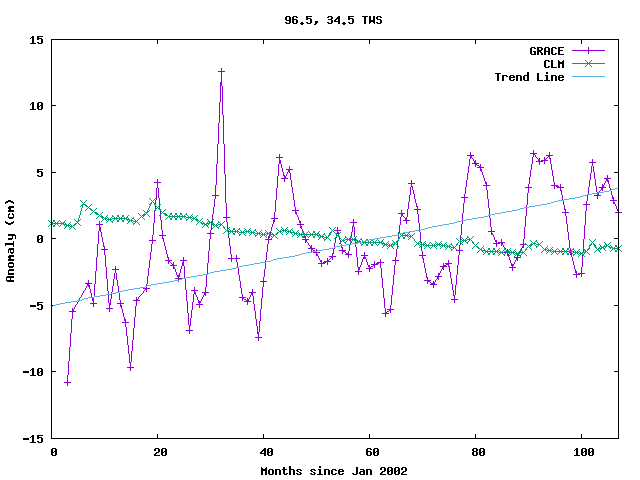 96.5, 34.5 TWS
GRACE
CLM
Trend Line
15
10
5
0
-5
-10
-15
Anomaly (cm)
0 20 40 60 80 100
Months since Jan 2002